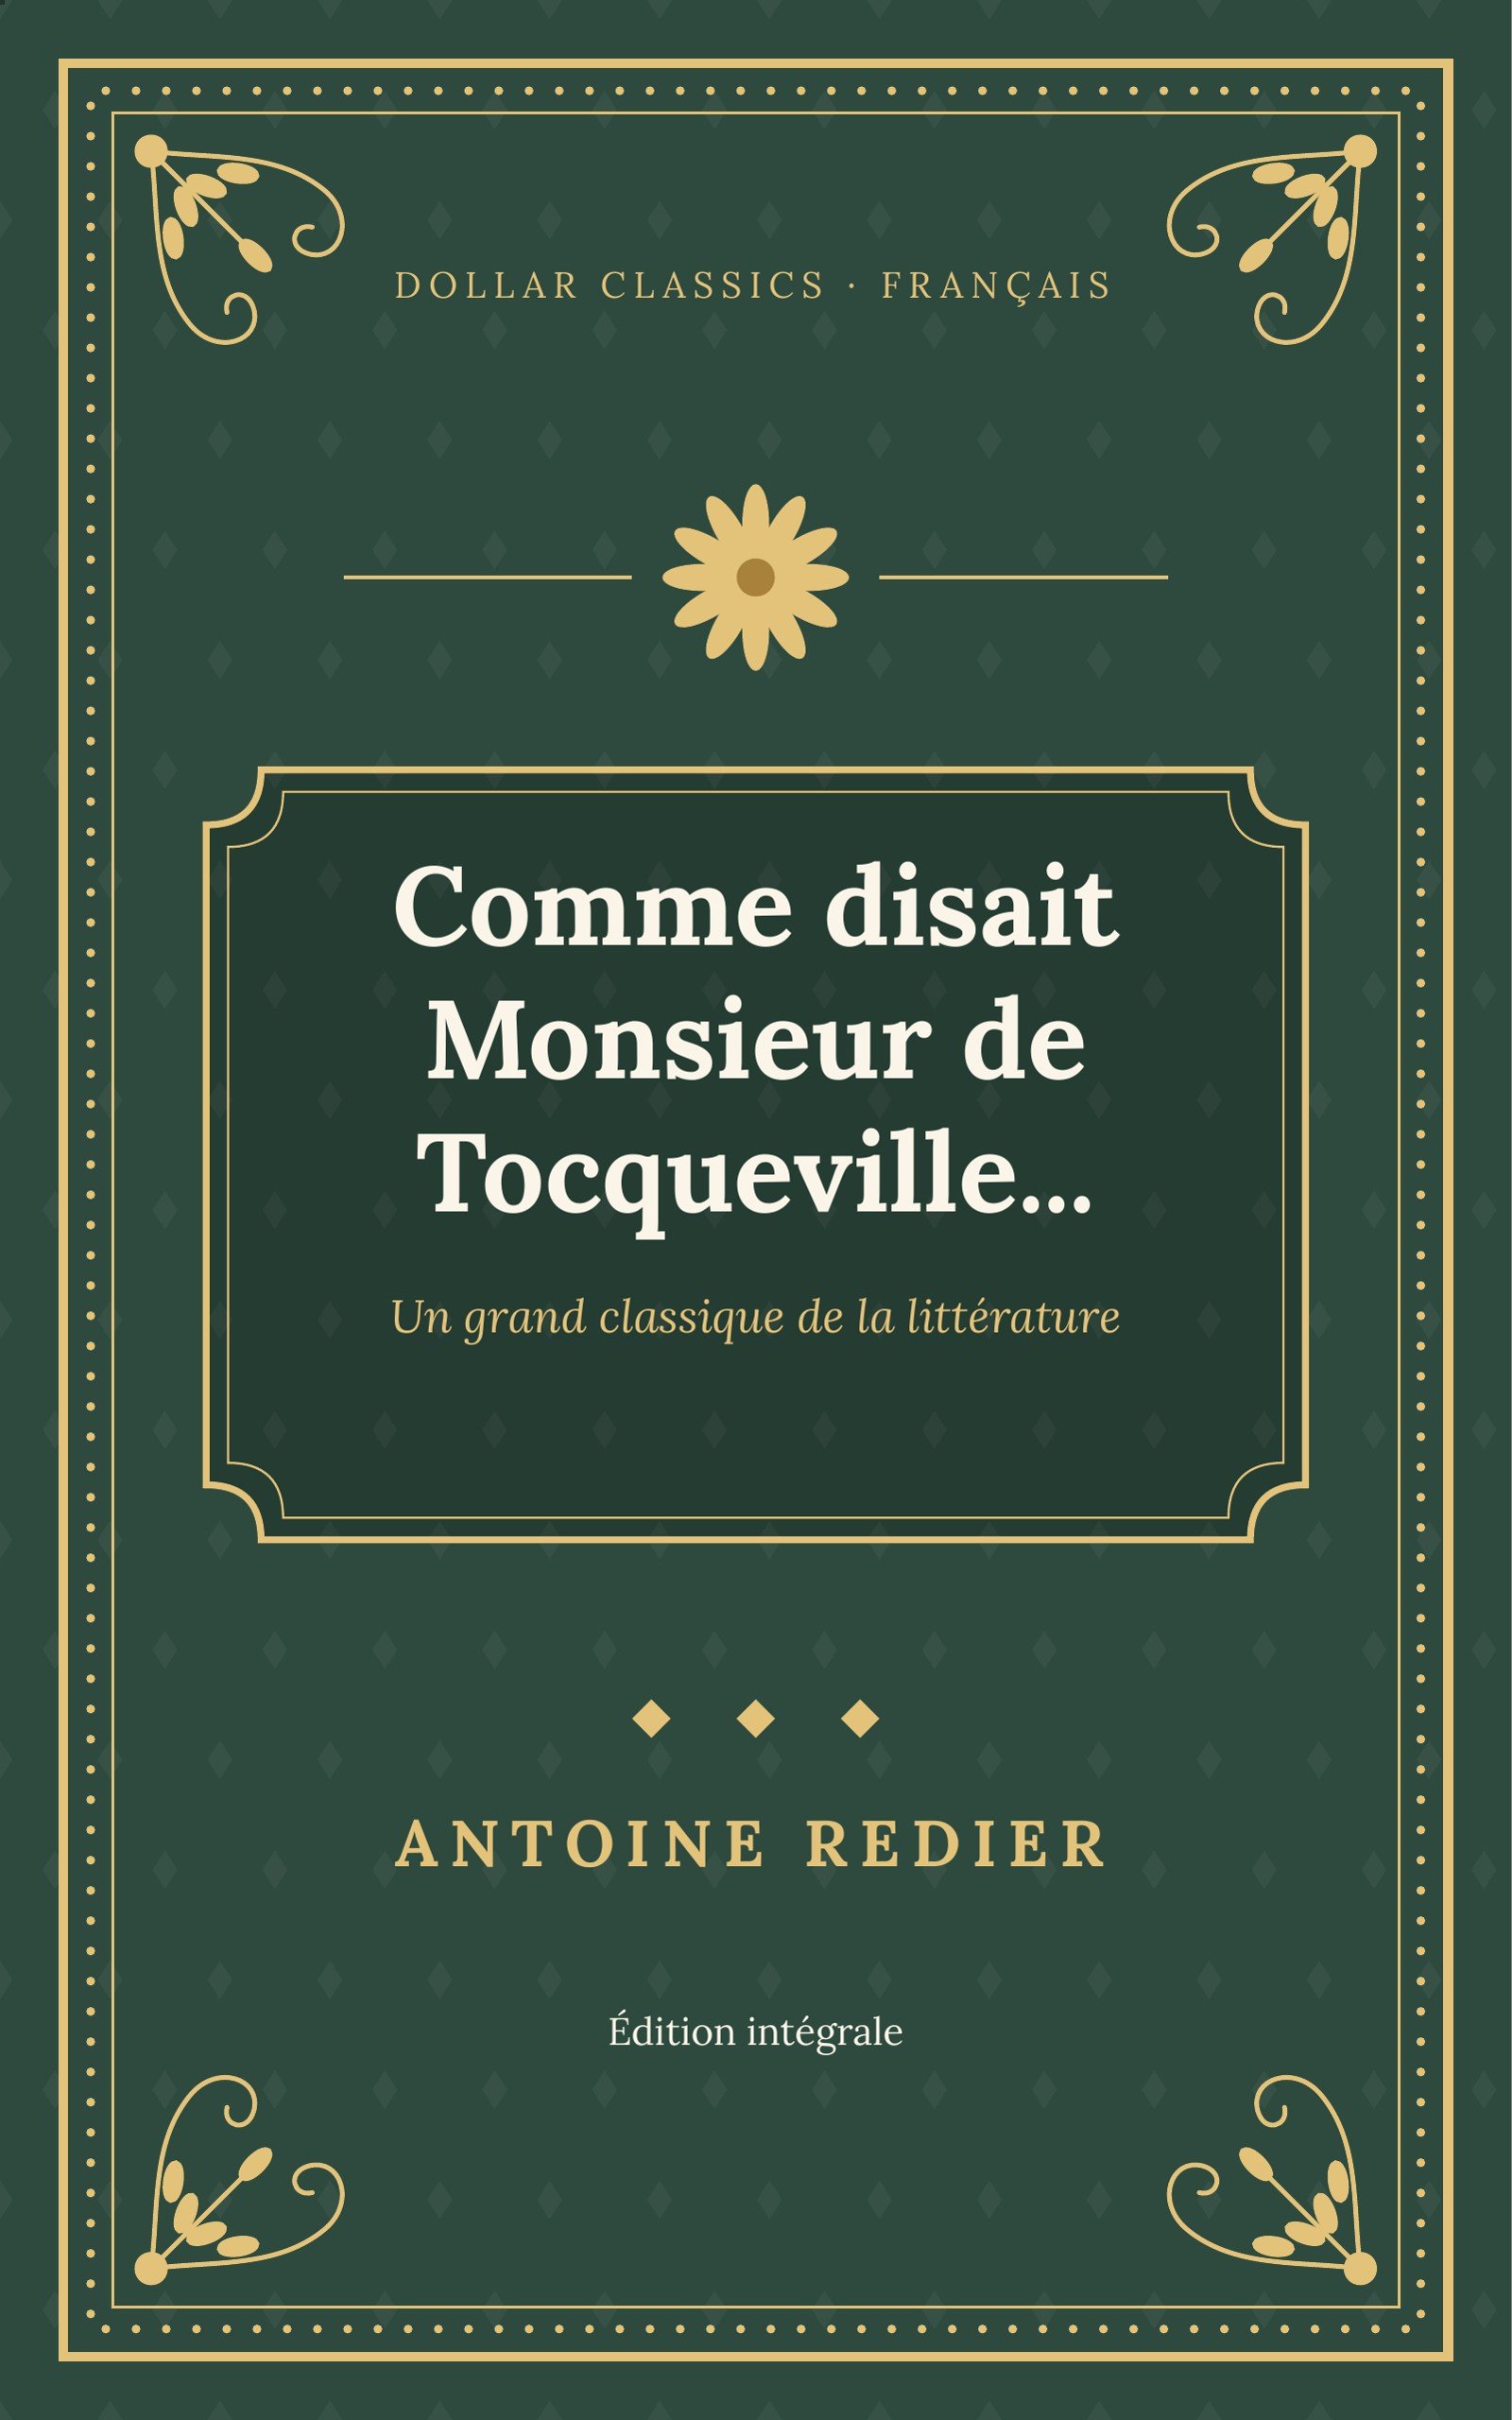 DOLLAR CLASSICS · FRANÇAIS
Comme disait
Monsieur de
Tocqueville...
Un grand classique de la littérature
ANTOINE REDIER
Édition intégrale